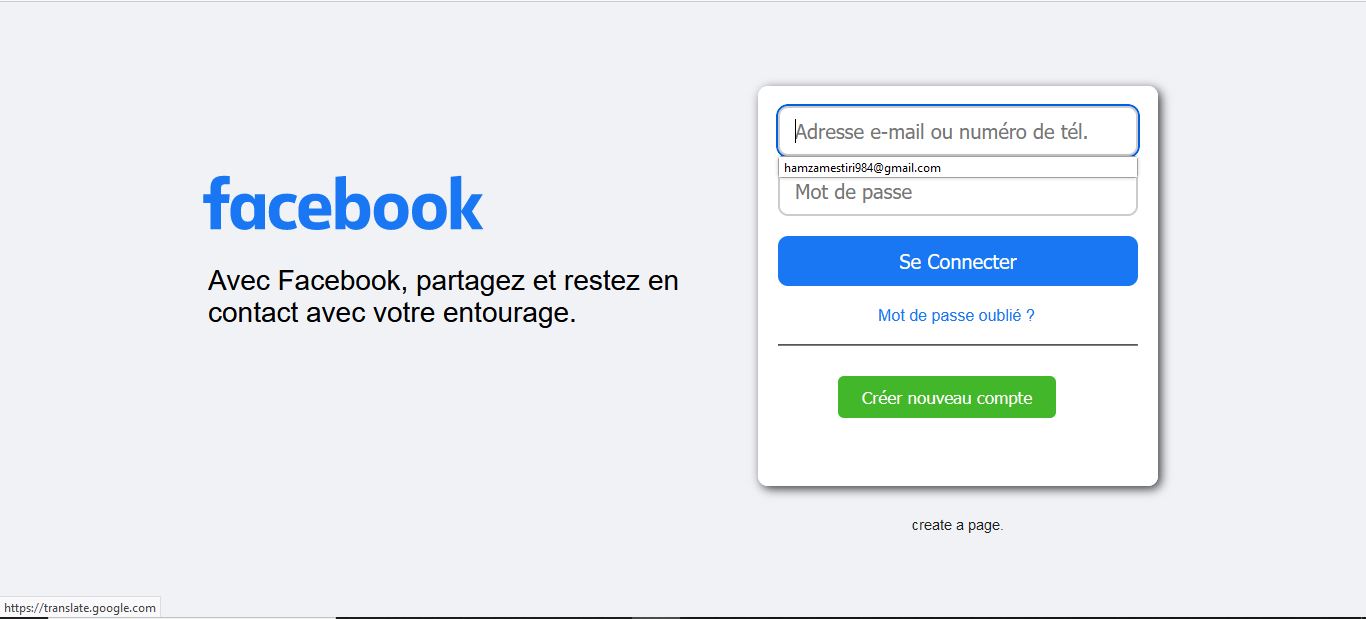 facebook
Avec Facebook, partagez et restez en
contact avec votre entourage.
Adresse e-mail ou numéro de tél.
hamzamestiri984@gmail.com
Mot de passe
Se Connecter
Mot de passe oublié ?
Créer nouveau compte
create a page.
https://translate.google.com